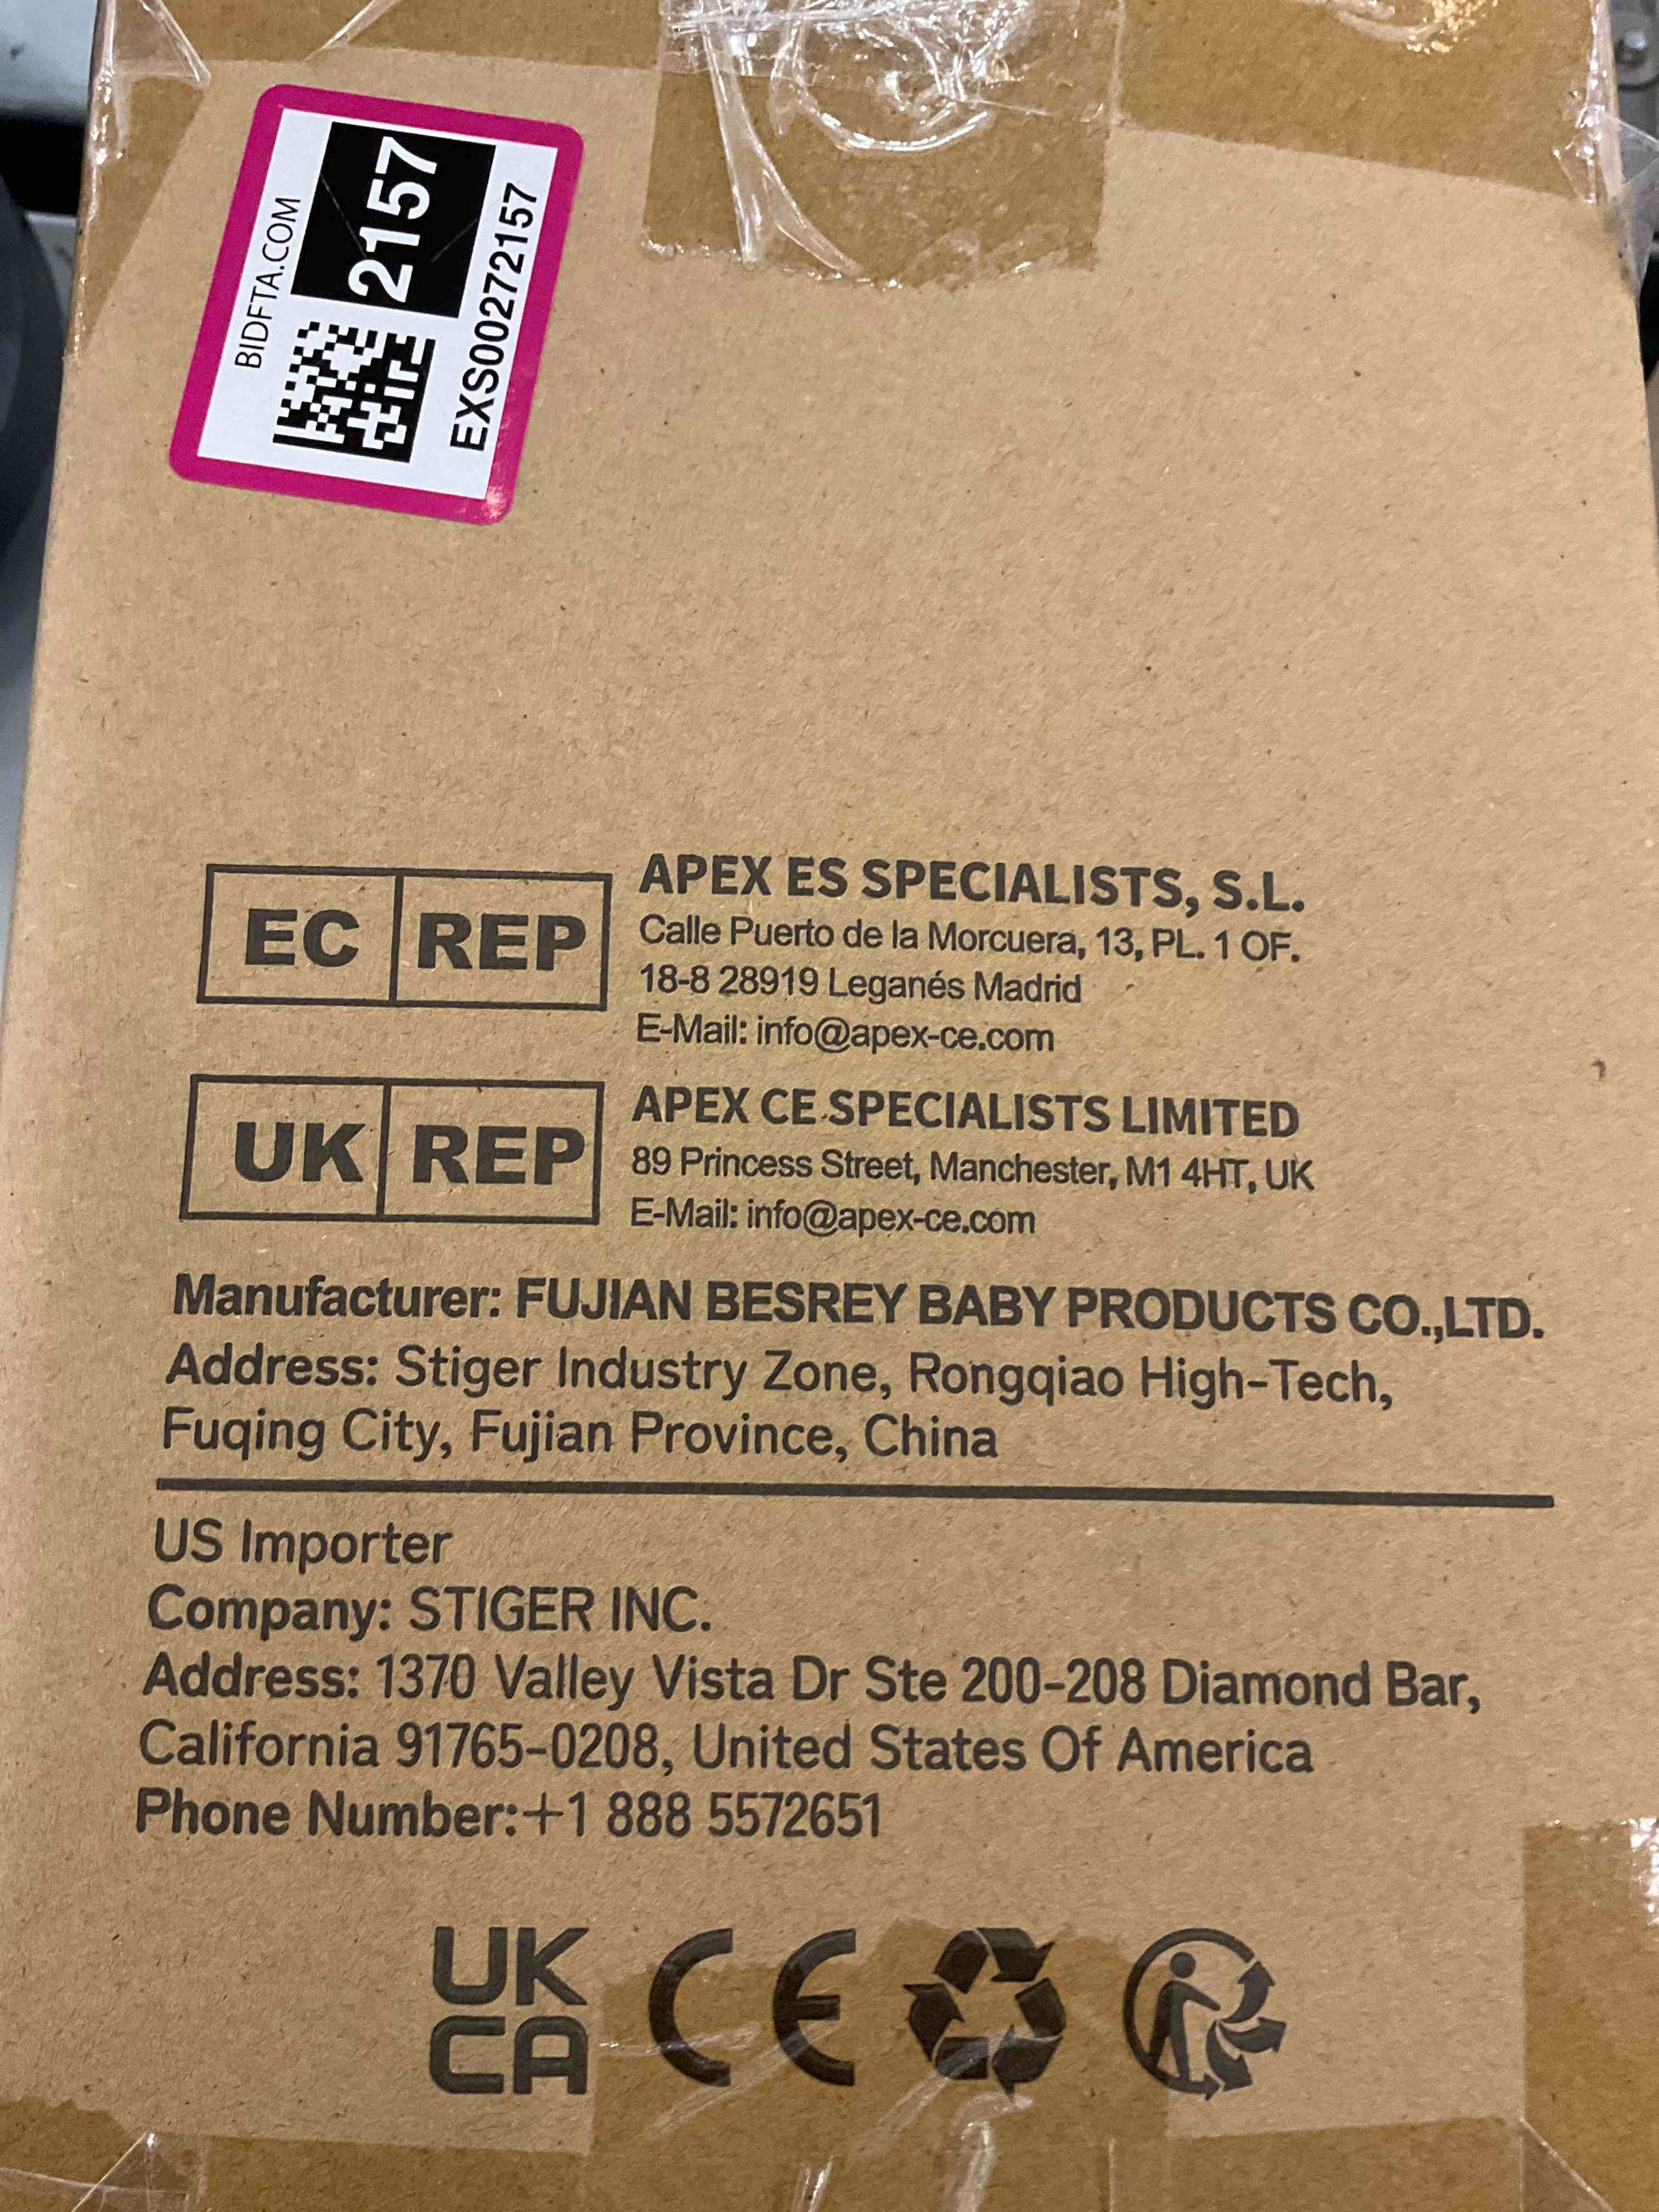 BIDFTA.COM
2157
EXS00272157
EC REP
APEX ES SPECIALISTS, S.L.
Calle Puerto de la Morcuera, 13, PL. 1 OF.
18-8 28919 Leganés Madrid
E-Mail: info@apex-ce.com
UK REP
APEX CE SPECIALISTS LIMITED
89 Princess Street, Manchester, M1 4HT, UK
E-Mail: info@apex-ce.com
Manufacturer: FUJIAN BESREY BABY PRODUCTS CO.,LTD.
Address: Stiger Industry Zone, Rongqiao High-Tech,
Fuqing City, Fujian Province, China
US Importer
Company: STIGER INC.
Address: 1370 Valley Vista Dr Ste 200-208 Diamond Bar,
California 91765-0208, United States Of America
Phone Number:+1 888 5572651
UK
CA
CE